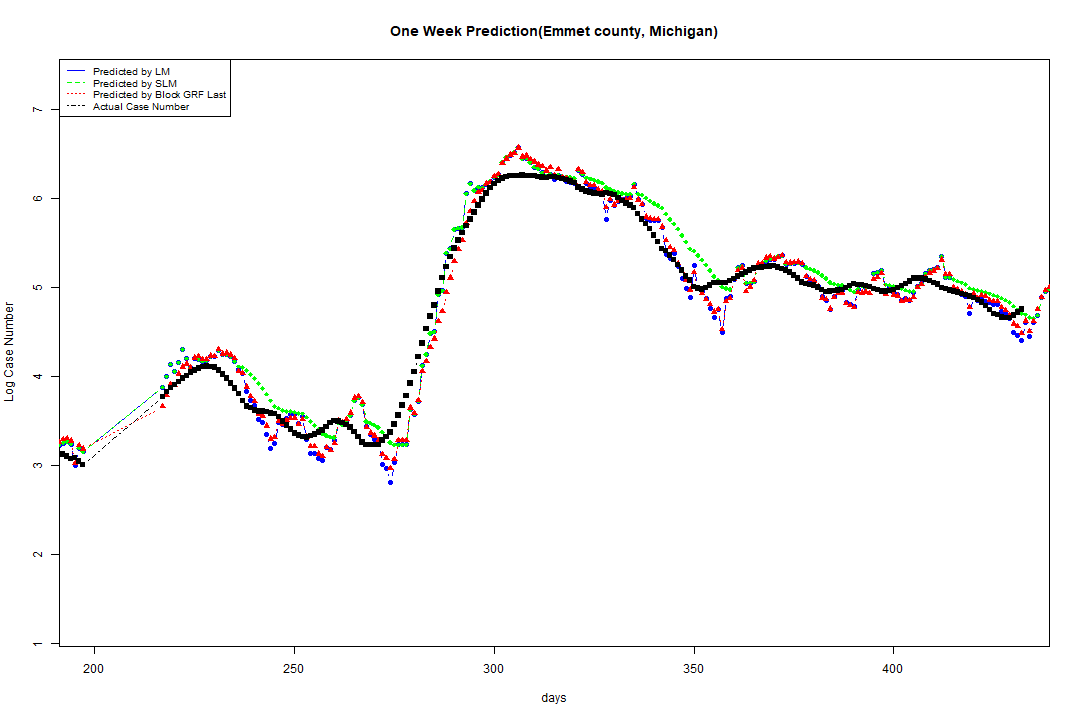 One Week Prediction(Emmet county, Michigan)
Predicted by LM
Predicted by SLM
Predicted by Block GRF Last
Actual Case Number
7
6
5
4
3
2
1
Log Case Number
200 250 300 350 400
days